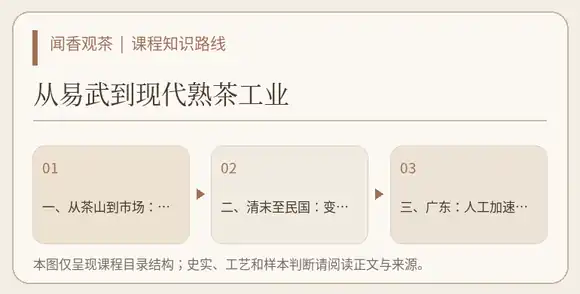 闻香观茶｜课程知识路线
从易武到现代熟茶工业
01
一、从茶山到市场：…
02
二、清末至民国：变…
03
三、广东：人工加速…
本图仅呈现课程目录结构；史实、工艺和样本判断请阅读正文与来源。